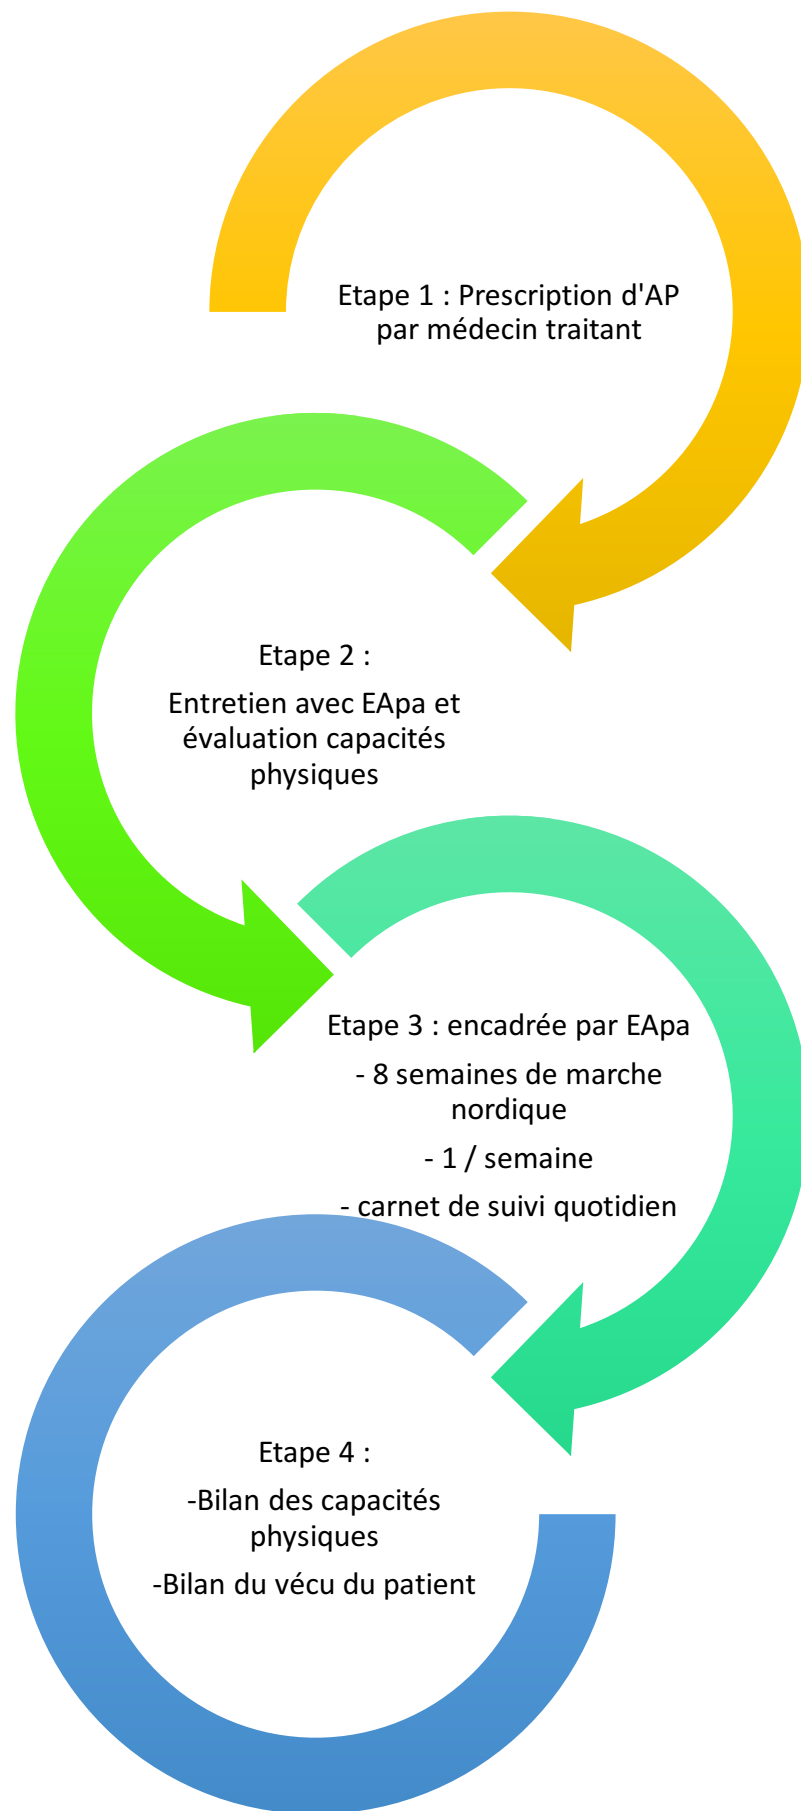 Etape 1 : Prescription d'AP
par médecin traitant
Etape 2 :
Entretien avec EApa et
évaluation capacités
physiques
Etape 3 : encadrée par EApa
- 8 semaines de marche
nordique
- 1 / semaine
- carnet de suivi quotidien
Etape 4 :
-Bilan des capacités
physiques
-Bilan du vécu du patient